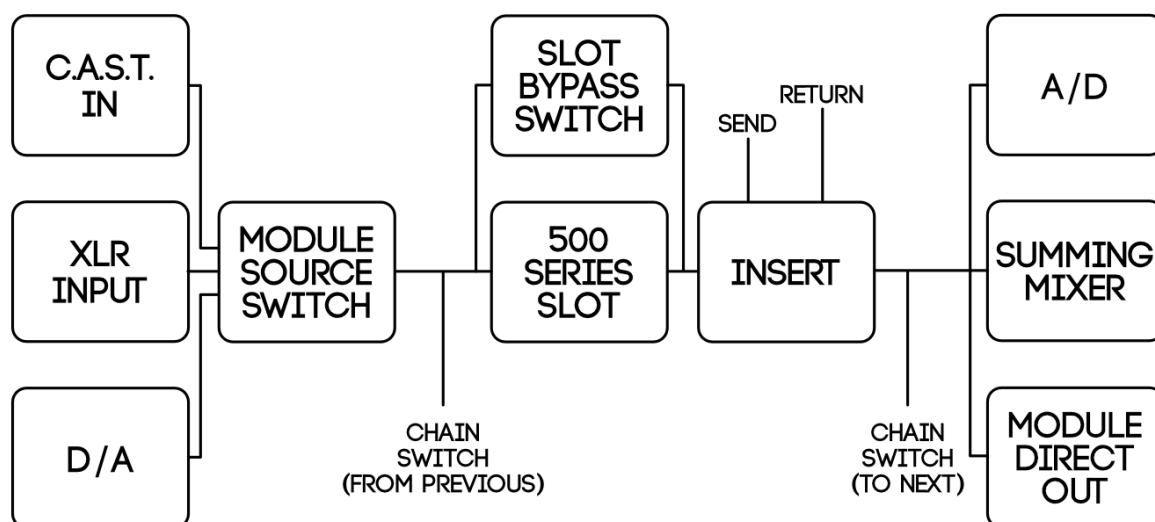 C.A.S.T.
IN
XLR
INPUT
D/A
MODULE
SOURCE
SWITCH
CHAIN
SWITCH
(FROM PREVIOUS)
SLOT
BYPASS
SWITCH
500
SERIES
SLOT
SEND
RETURN
INSERT
CHAIN
SWITCH
(TO NEXT)
A/D
SUMMING
MIXER
MODULE
DIRECT
OUT